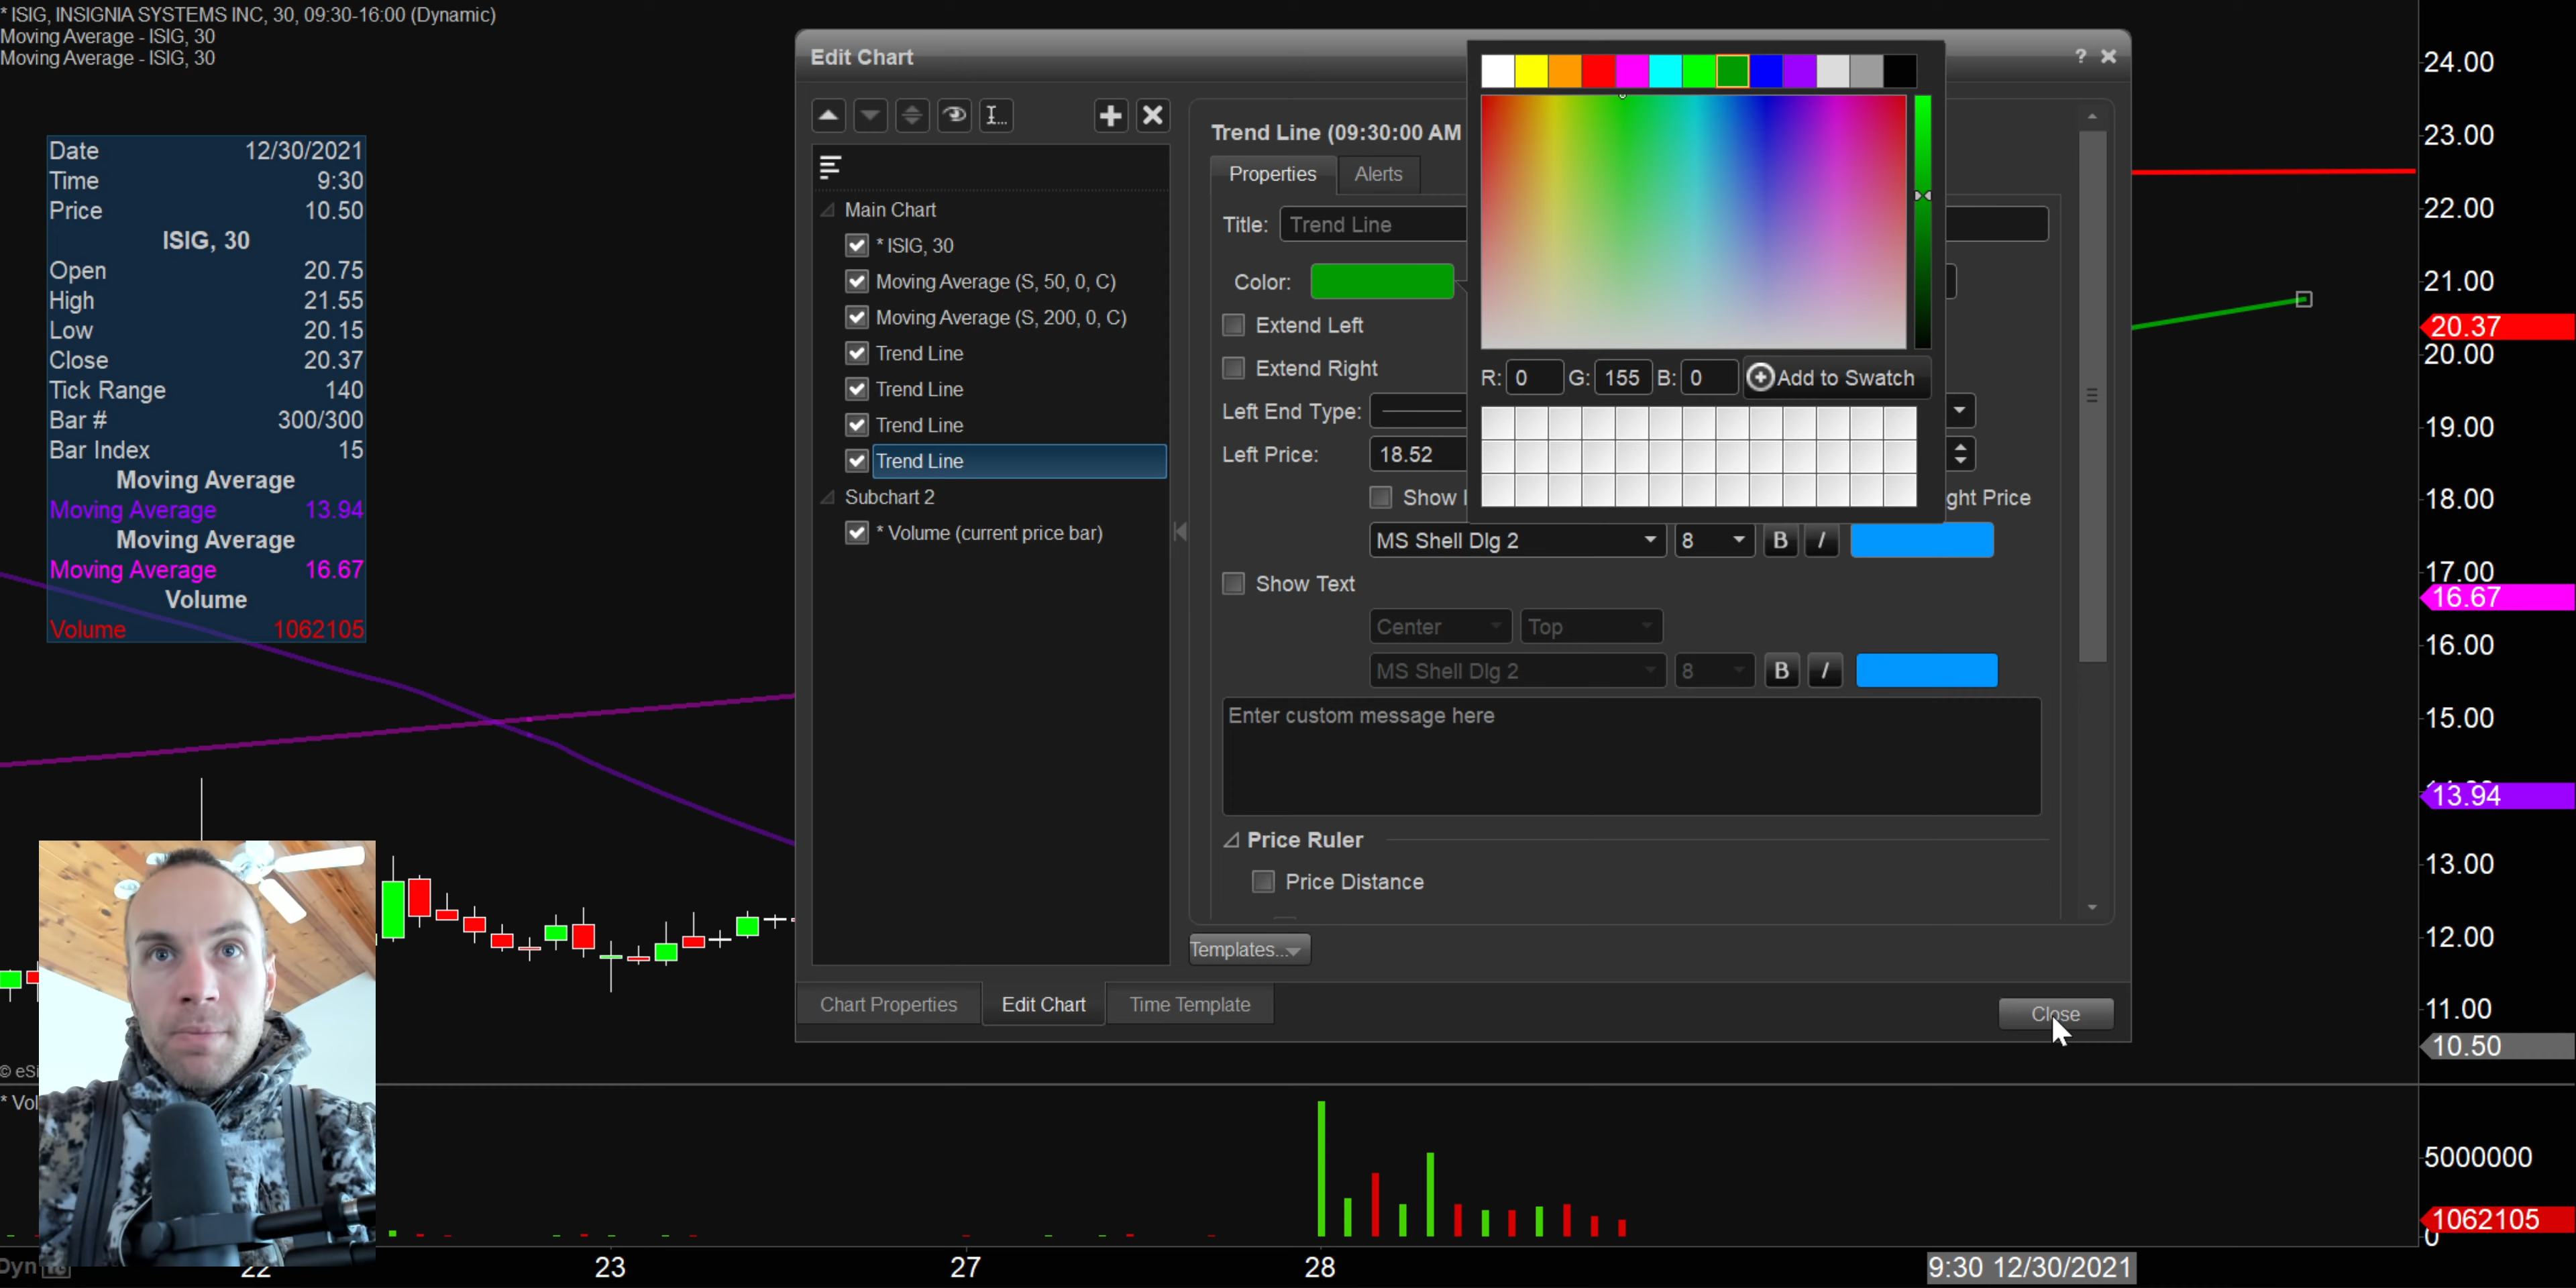 * ISIG, INSIGNIA SYSTEMS INC, 30, 09:30-16:00 (Dynamic)
Moving Average - ISIG, 30
Moving Average - ISIG, 30
Date 12/30/2021
Time 9:30
Price 10.50
ISIG, 30
Open 20.75
High 21.55
Low 20.15
Close 20.37
Tick Range 140
Bar # 300/300
Bar Index 15
Moving Average
Moving Average 13.94
Moving Average
Moving Average 16.67
Volume
Volume 1062105
Edit Chart
? 
Main Chart
* ISIG, 30
Moving Average (S, 50, 0, C)
Moving Average (S, 200, 0, C)
Trend Line
Trend Line
Trend Line
Trend Line
Subchart 2
* Volume (current price bar)
Trend Line (09:30:00 AM
Properties Alerts
Title: Trend Line
Color:
Extend Left
Extend Right
Left End Type:
Left Price: 18.52
R: 0 G: 155 B: 0 Add to Swatch
Show
ght Price
MS Shell Dlg 2 8 B I
Show Text
Center Top
MS Shell Dlg 2 8 B I
Enter custom message here
Price Ruler
Price Distance
Templates...
Chart Properties Edit Chart Time Template
Close
24.00
23.00
22.00
21.00
20.37
20.00
19.00
18.00
17.00
16.67
16.00
15.00
13.94
13.00
12.00
11.00
10.50
© eSi
* Vol
5000000
1062105
0
Dyn 22 23 27 28 9:30 12/30/2021